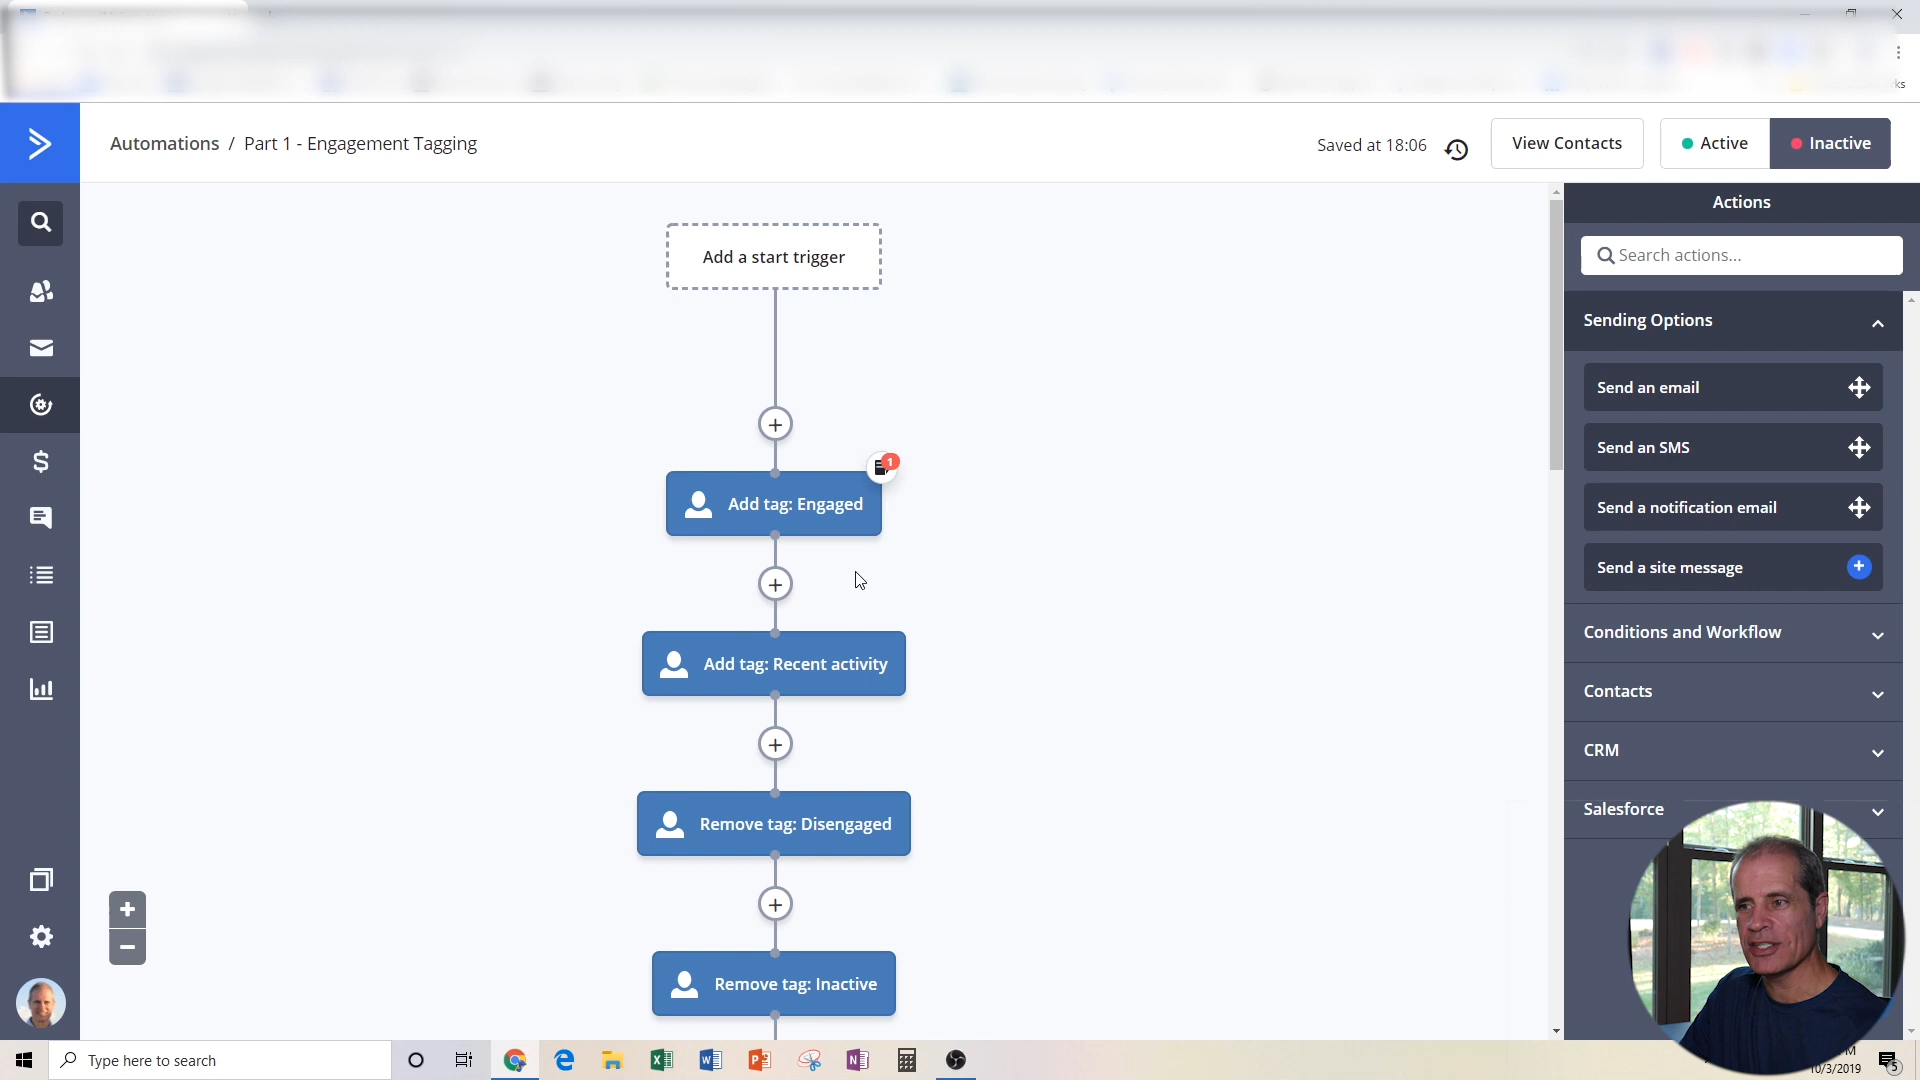 ks
Automations / Part 1 - Engagement Tagging
Saved at 18:06
View Contacts
Active
Inactive
Actions
Search actions...
Add a start trigger
Sending Options
Send an email
Send an SMS
Send a notification email
Send a site message
1
Add tag: Engaged
Add tag: Recent activity
Remove tag: Disengaged
Remove tag: Inactive
Conditions and Workflow
Contacts
CRM
Salesforce
Type here to search
10/3/2019
5